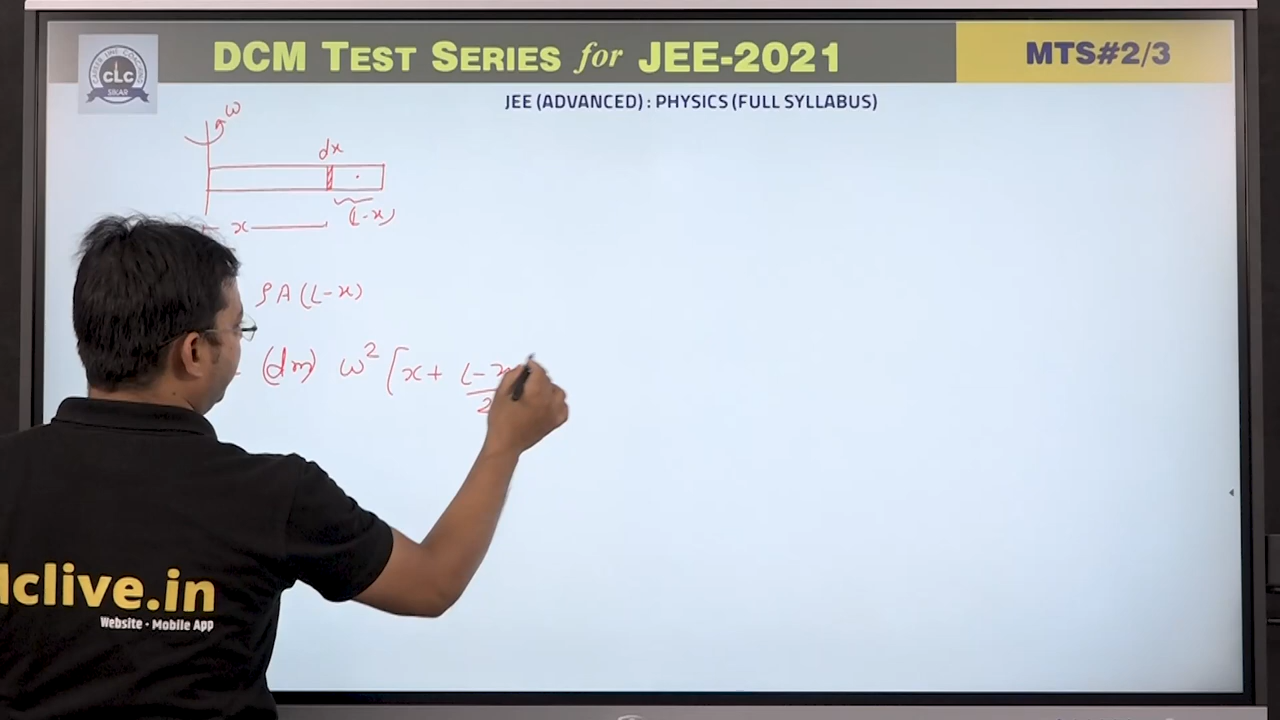 DCM TEST SERIES for JEE-2021
MTS#2/3
CLC
SIKAR
JEE (ADVANCED) : PHYSICS (FULL SYLLABUS)
ω
dx
(L-x)
x
ρA(L-x)
(dm) ω² [x + L-x/2
lclive.in
Website · Mobile App